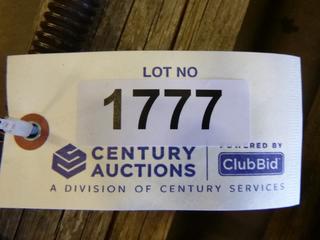 LOT NO
1777
CENTURY
AUCTIONS
POWERED BY
ClubBid
A DIVISION OF CENTURY SERVICES